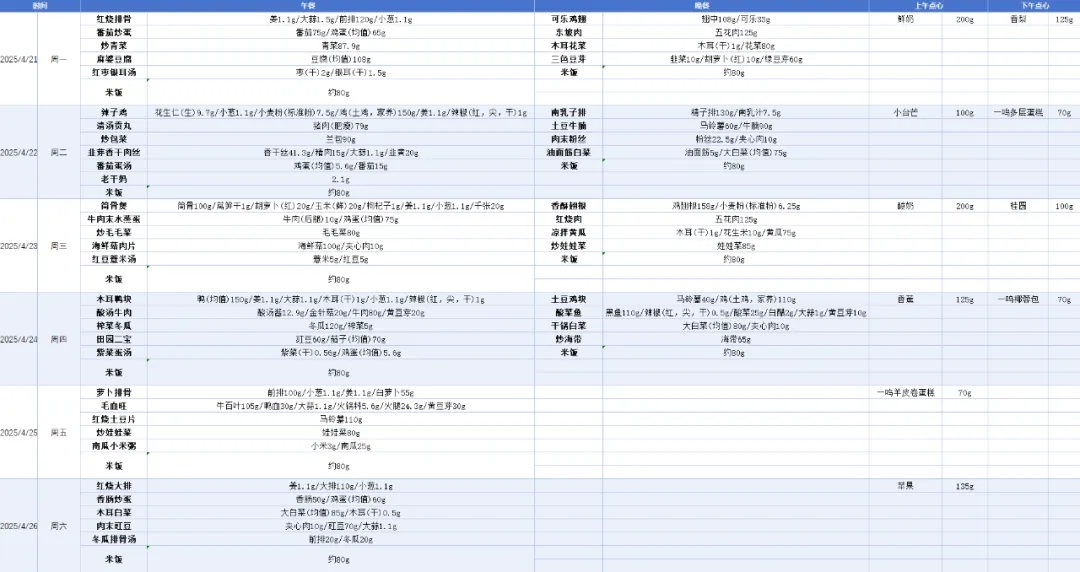 时间 午餐 晚餐 上午点心 下午点心
2025/4/21 周一
红烧排骨 姜1.1g/大蒜1.5g/前排120g/小葱1.1g 可乐鸡翅 翅中108g/可乐35g 鲜奶 200g 香梨 125g
番茄炒蛋 番茄75g/鸡蛋(均值)65g 东坡肉 五花肉125g
炒青菜 青菜87.9g 木耳花菜 木耳(干)1g/花菜80g
麻婆豆腐 豆腐(均值)108g 三色豆芽 韭菜10g/胡萝卜(红)10g/绿豆芽60g
红枣银耳汤 枣(干)2g/银耳(干)1.5g 米饭 约80g
米饭 约80g
2025/4/22 周二
辣子鸡 花生仁(生)9.7g/小葱1.1g/小麦粉(标准粉)7.5g/鸡(土鸡,家养)150g/姜1.1g/辣椒(红,尖,干)1g 南乳子排 精子排130g/南乳汁7.5g 小台芒 100g 一鸣多层蛋糕 70g
清汤贡丸 猪肉(肥瘦)79g 土豆牛腩 马铃薯60g/牛腩90g
炒包菜 兰包90g 肉末粉丝 粉丝22.5g/夹心肉10g
韭芽香干肉丝 香干丝41.3g/猪肉15g/大蒜1.1g/韭黄20g 油面筋白菜 油面筋5g/大白菜(均值)75g
番茄蛋汤 鸡蛋(均值)5.6g/番茄15g 米饭 约80g
老干妈 2.1g
米饭 约80g
2025/4/23 周三
筒骨煲 筒骨100g/莴笋干1g/胡萝卜(红)20g/玉米(鲜)20g/枸杞子1g/姜1.1g/小葱1.1g/千张20g 香酥翅根 鸡翅根158g/小麦粉(标准粉)6.25g 酸奶 200g 桂圆 100g
牛肉末水蒸蛋 牛肉(后腿)10g/鸡蛋(均值)75g 红烧肉 五花肉125g
炒毛毛菜 毛毛菜80g 凉拌黄瓜 木耳(干)1g/花生米10g/黄瓜75g
海鲜菇肉片 海鲜菇100g/夹心肉10g 炒娃娃菜 娃娃菜85g
红豆薏米汤 薏米5g/红豆5g 米饭 约80g
米饭 约80g
2025/4/24 周四
木耳鸭块 鸭(均值)150g/姜1.1g/大蒜1.1g/木耳(干)1g/小葱1.1g/辣椒(红,尖,干)1g 土豆鸡块 马铃薯40g/鸡(土鸡,家养)110g 香蕉 125g 一鸣椰蓉包 70g
酸汤牛肉 酸汤酱12.9g/金针菇20g/牛肉80g/黄豆芽20g 酸菜鱼 黑鱼110g/辣椒(红,尖,干)0.5g/酸菜25g/白醋2g/大蒜1g/黄豆芽10g
榨菜冬瓜 冬瓜120g/榨菜5g 干锅白菜 大白菜(均值)80g/夹心肉10g
田园二宝 豇豆60g/茄子(均值)70g 炒海带 海带65g
紫菜蛋汤 紫菜(干)0.56g/鸡蛋(均值)5.6g 米饭 约80g
米饭 约80g
2025/4/25 周五
萝卜排骨 前排100g/小葱1.1g/姜1.1g/白萝卜55g 一鸣羊皮卷蛋糕 70g
毛血旺 牛百叶105g/鸭血30g/大蒜1.1g/火锅料5.6g/火腿24.3g/黄豆芽30g
红烧土豆片 马铃薯110g
炒娃娃菜 娃娃菜80g
南瓜小米粥 小米3g/南瓜25g
米饭 约80g
2025/4/26 周六
红烧大排 姜1.1g/大排110g/小葱1.1g 苹果 135g
香肠炒蛋 香肠50g/鸡蛋(均值)60g
木耳白菜 大白菜(均值)85g/木耳(干)0.5g
肉末豇豆 夹心肉10g/豇豆70g/大蒜1.1g
冬瓜排骨汤 前排20g/冬瓜20g
米饭 约80g